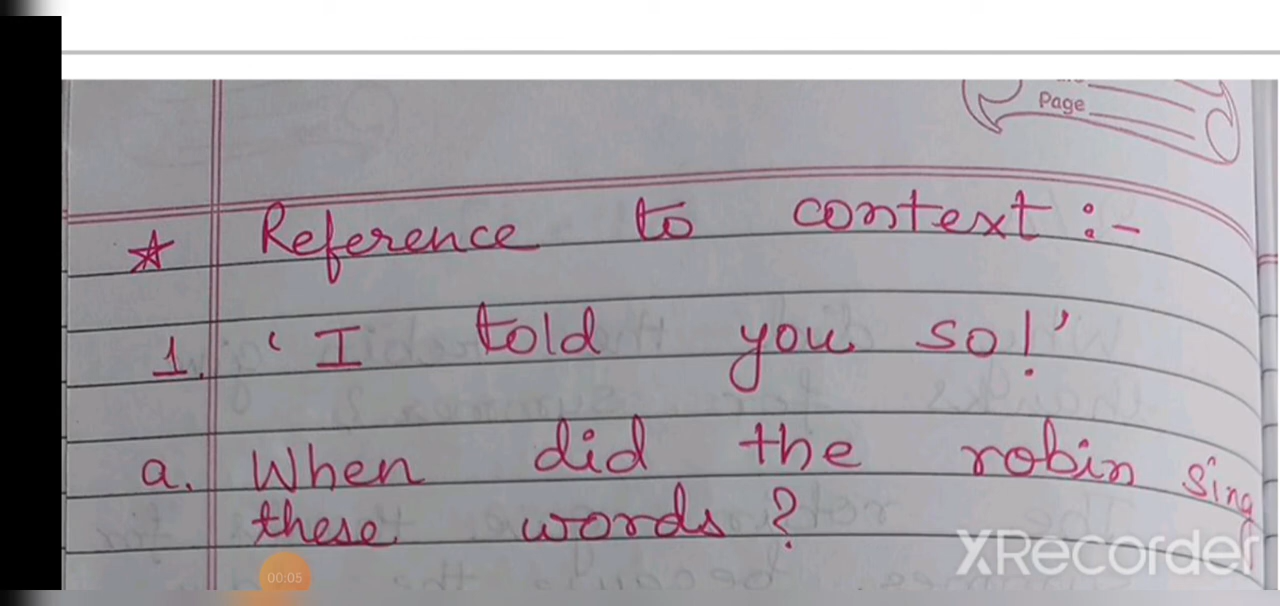 Page
★ Reference to context :-
1. 'I told you so!'
a. When did the robin sing
these words ?
XRecorder
00:05